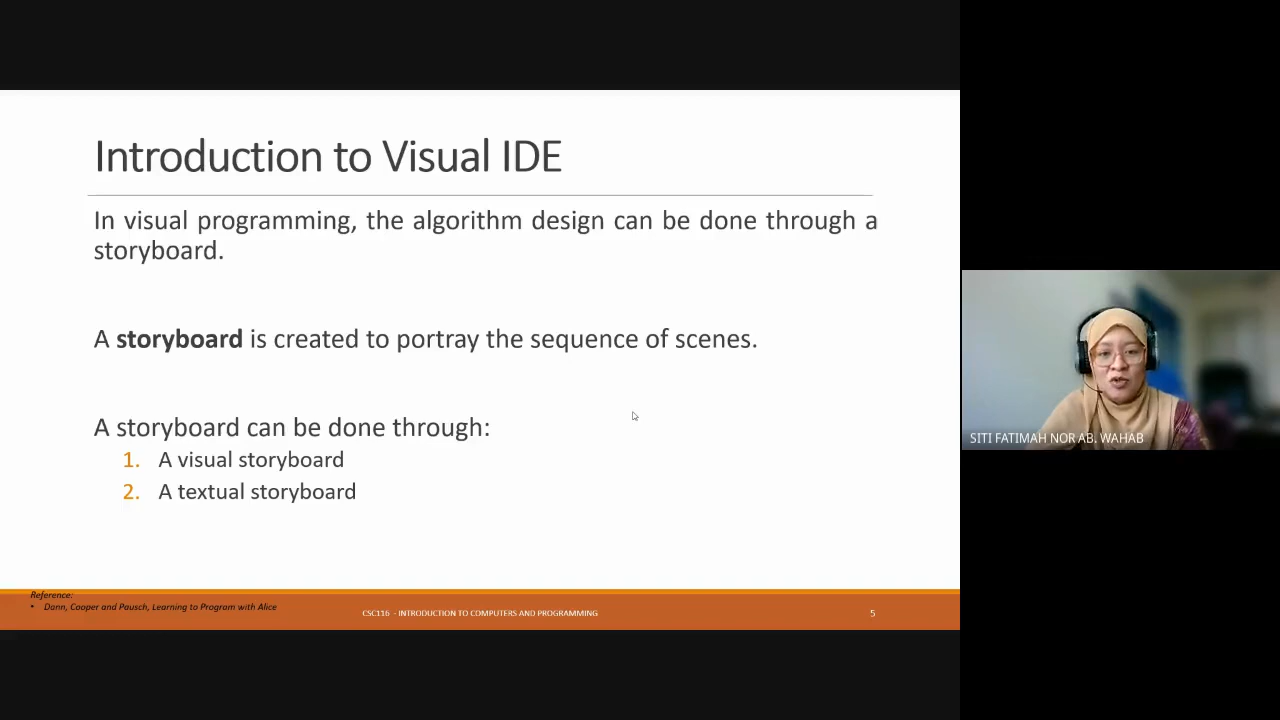 Introduction to Visual IDE
In visual programming, the algorithm design can be done through a
storyboard.
A storyboard is created to portray the sequence of scenes.
A storyboard can be done through:
1. A visual storyboard
2. A textual storyboard
Reference:
• Dann, Cooper and Pausch, Learning to Program with Alice
CSC116 - INTRODUCTION TO COMPUTERS AND PROGRAMMING
5
SITI FATIMAH NOR AB. WAHAB